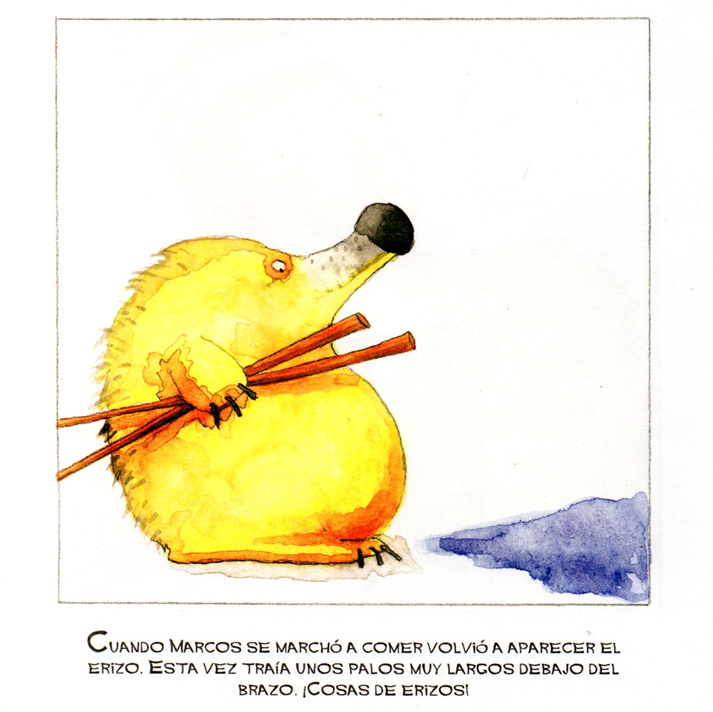 Cuando Marcos se marchó a comer volvió a aparecer el
erizo. Esta vez traía unos palos muy largos debajo del
brazo. ¡Cosas de erizos!